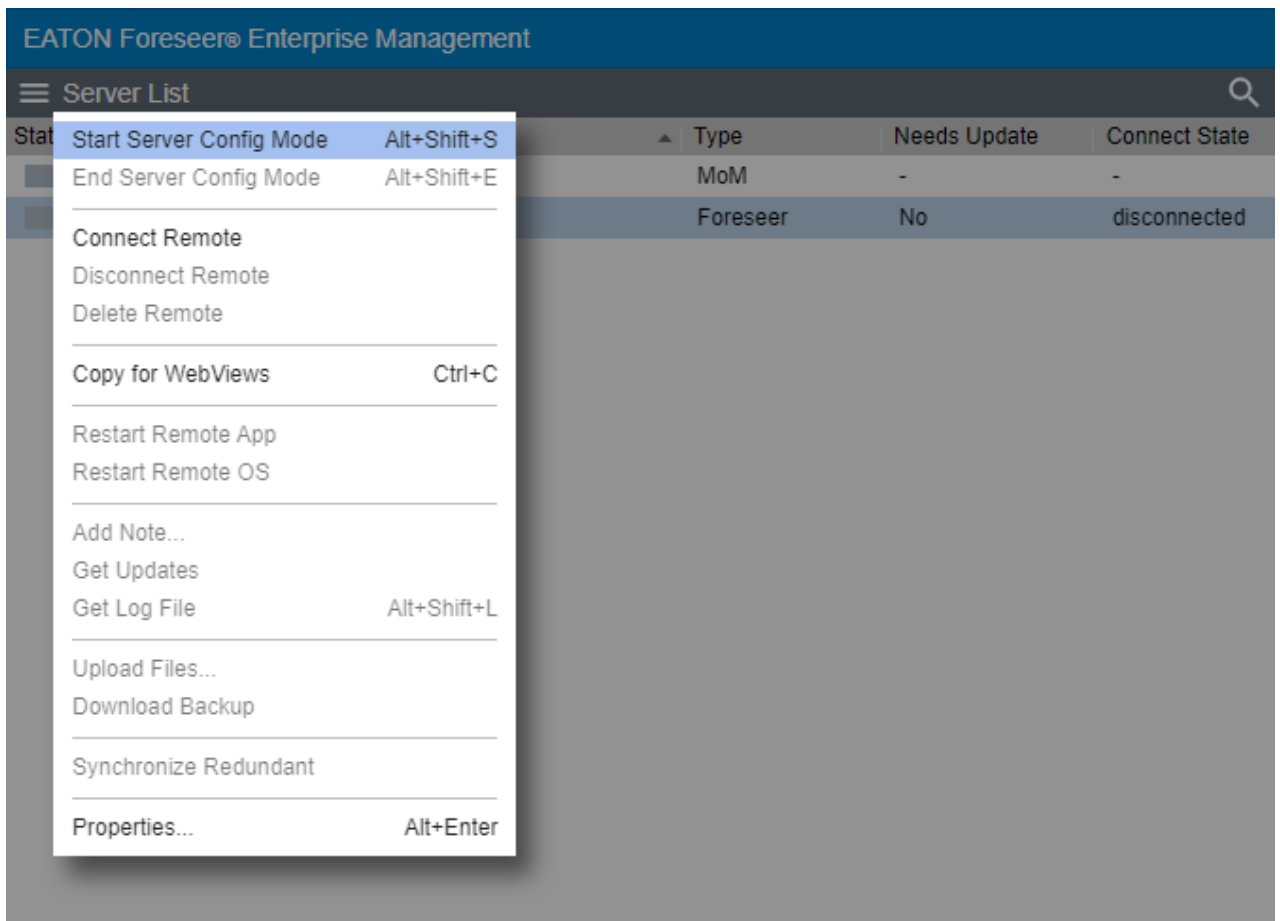 EATON Foreseer® Enterprise Management
Server List
Stat Type Needs Update Connect State
MoM - -
Foreseer No disconnected
Start Server Config Mode Alt+Shift+S
End Server Config Mode Alt+Shift+E
Connect Remote
Disconnect Remote
Delete Remote
Copy for WebViews Ctrl+C
Restart Remote App
Restart Remote OS
Add Note...
Get Updates
Get Log File Alt+Shift+L
Upload Files...
Download Backup
Synchronize Redundant
Properties... Alt+Enter